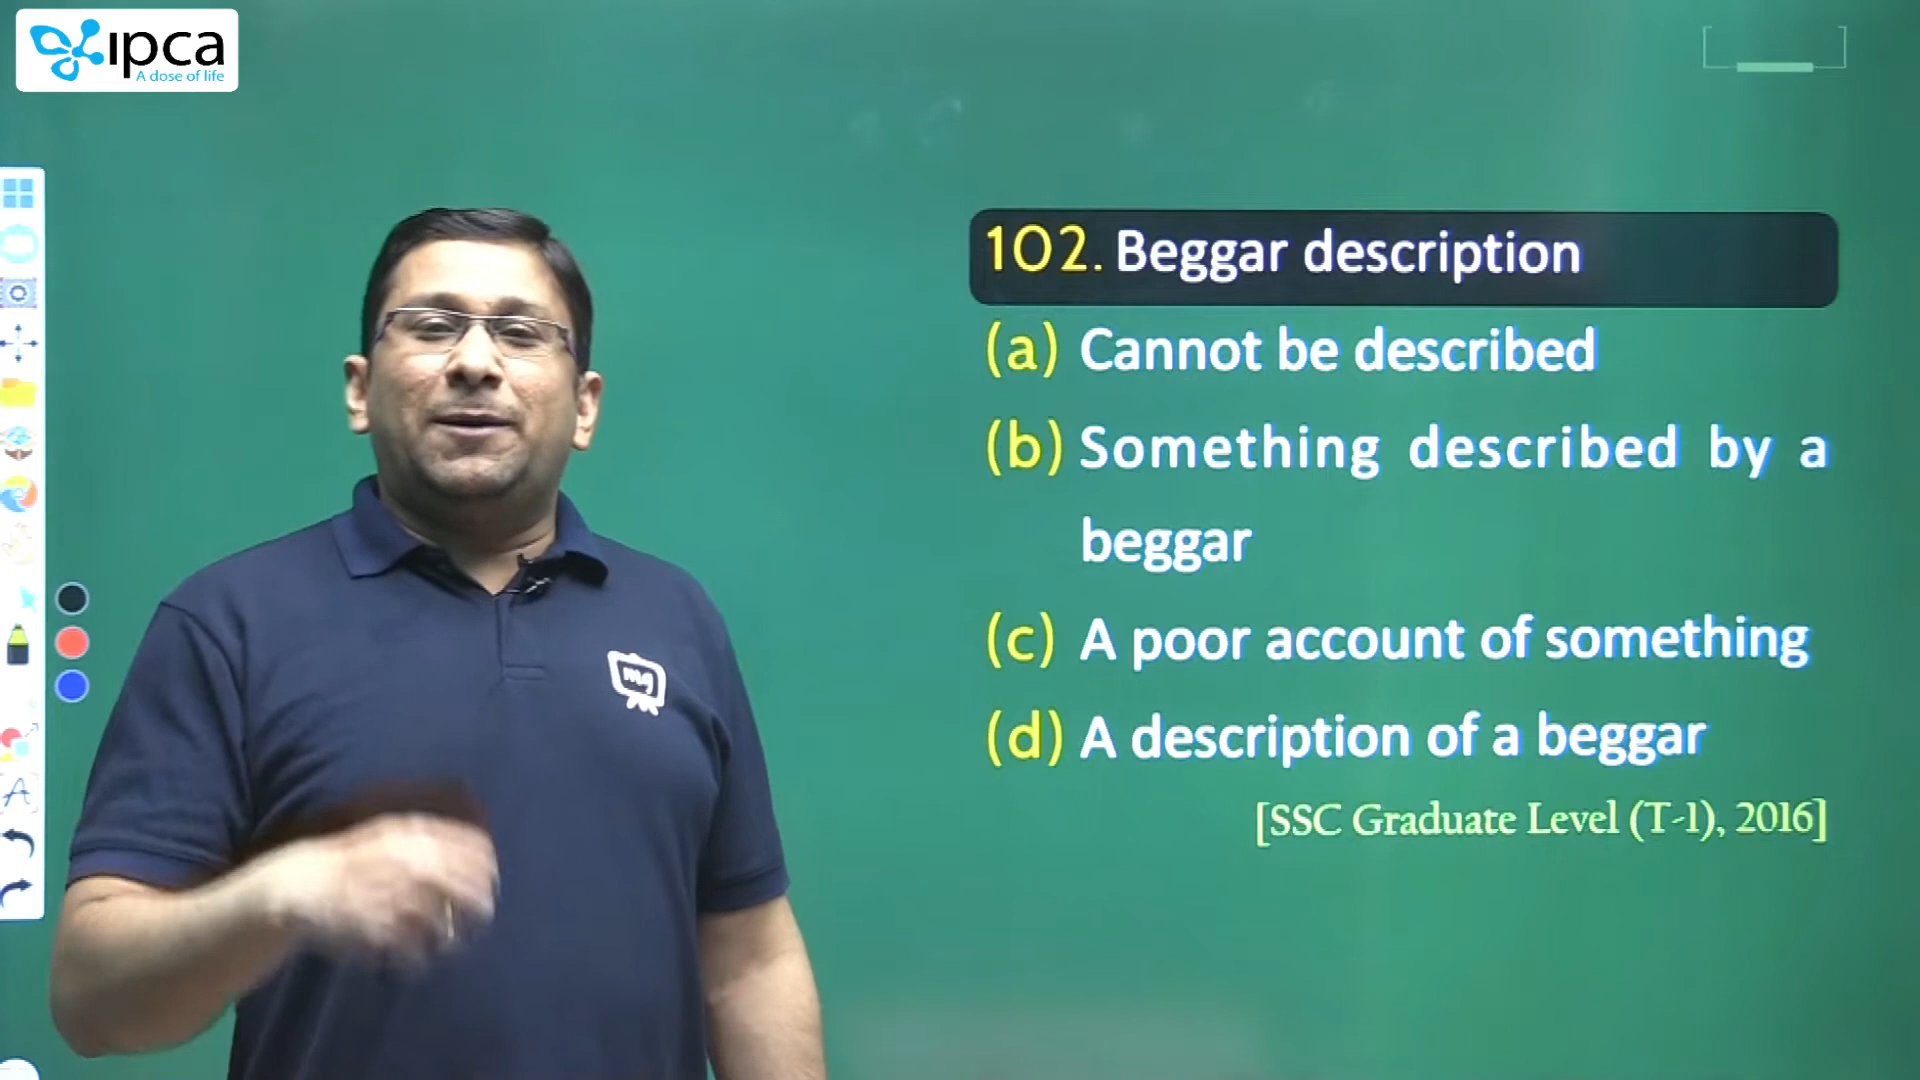 ipca
A dose of life
102. Beggar description
(a) Cannot be described
(b) Something described by a
beggar
(c) A poor account of something
(d) A description of a beggar
[SSC Graduate Level (T-1), 2016]
mg
A